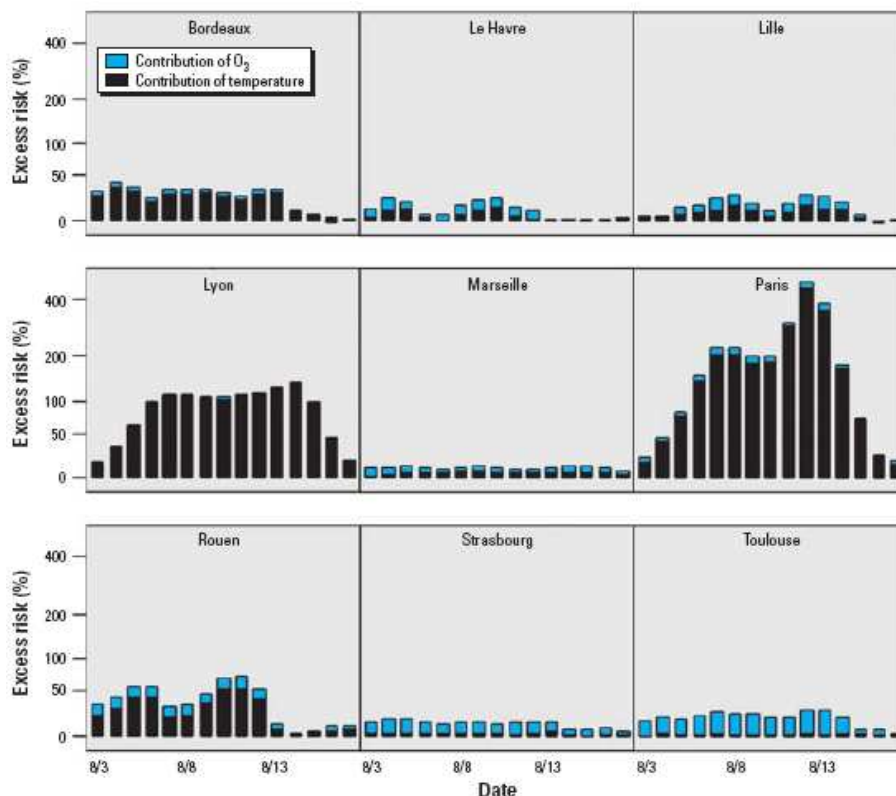 Bordeaux
Le Havre
Lille
Excess risk (%)
400
200
100
50
0
Contribution of O₃
Contribution of temperature
Lyon
Marseille
Paris
Excess risk (%)
400
200
100
50
0
Rouen
Strasbourg
Toulouse
Excess risk (%)
400
200
100
50
0
8/3 8/8 8/13 8/3 8/8 8/13 8/3 8/8 8/13
Date